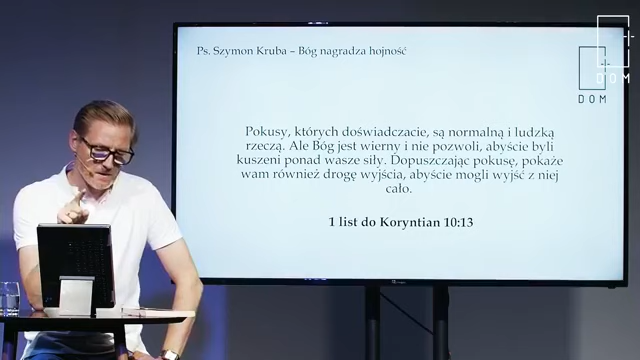 Ps. Szymon Kruba – Bóg nagradza hojność
DOM
DOM
Pokusy, których doświadczacie, są normalną i ludzką
rzeczą. Ale Bóg jest wierny i nie pozwoli, abyście byli
kuszeni ponad wasze siły. Dopuszczając pokusę, pokaże
wam również drogę wyjścia, abyście mogli wyjść z niej
cało.
1 list do Koryntian 10:13